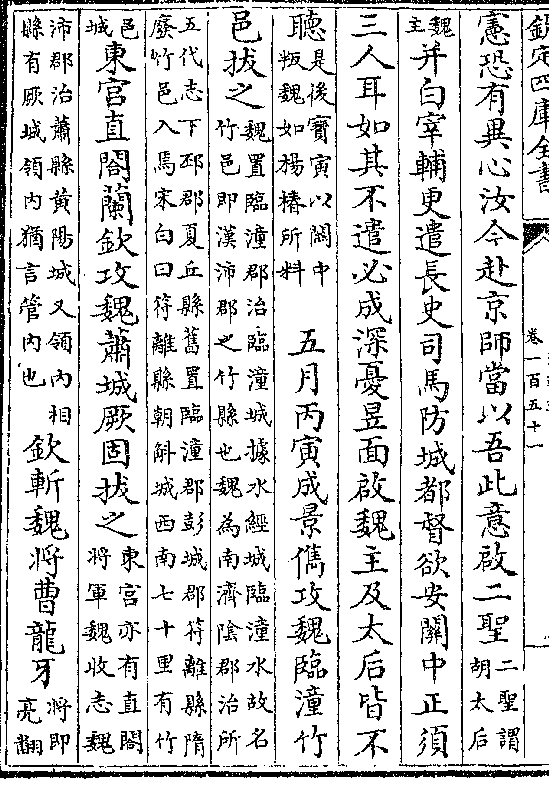 欽定四庫全書
卷一百五十一
憲恐有異心汝今赴京師當以吾此意啟二聖二聖謂胡太后
魏主并白宰輔更遣長史司馬防城都督欲安關中正須
三人耳如其不遣必成深憂昱面啟魏主及太后皆不
聽是後寶寅以關中叛魏如楊椿所料 五月丙寅成景儁攻魏臨潼竹
邑拔之魏置臨潼郡治臨潼城據水經城臨潼水故名竹邑即漢沛郡之竹縣也魏為南濟隂郡治所
五代志下邳郡夏丘縣舊置臨潼郡彭城郡符離縣隋廢竹邑入焉宋白曰符離縣朝斛城西南七十里有竹
邑城東宫直閤蘭欽攻魏蕭城厥固拔之東宫亦有直閤將軍魏收志魏
沛郡治蕭縣黄陽城又領内相縣有厥城領内猶言管内也 欽斬魏將曹龍牙將即亮翻